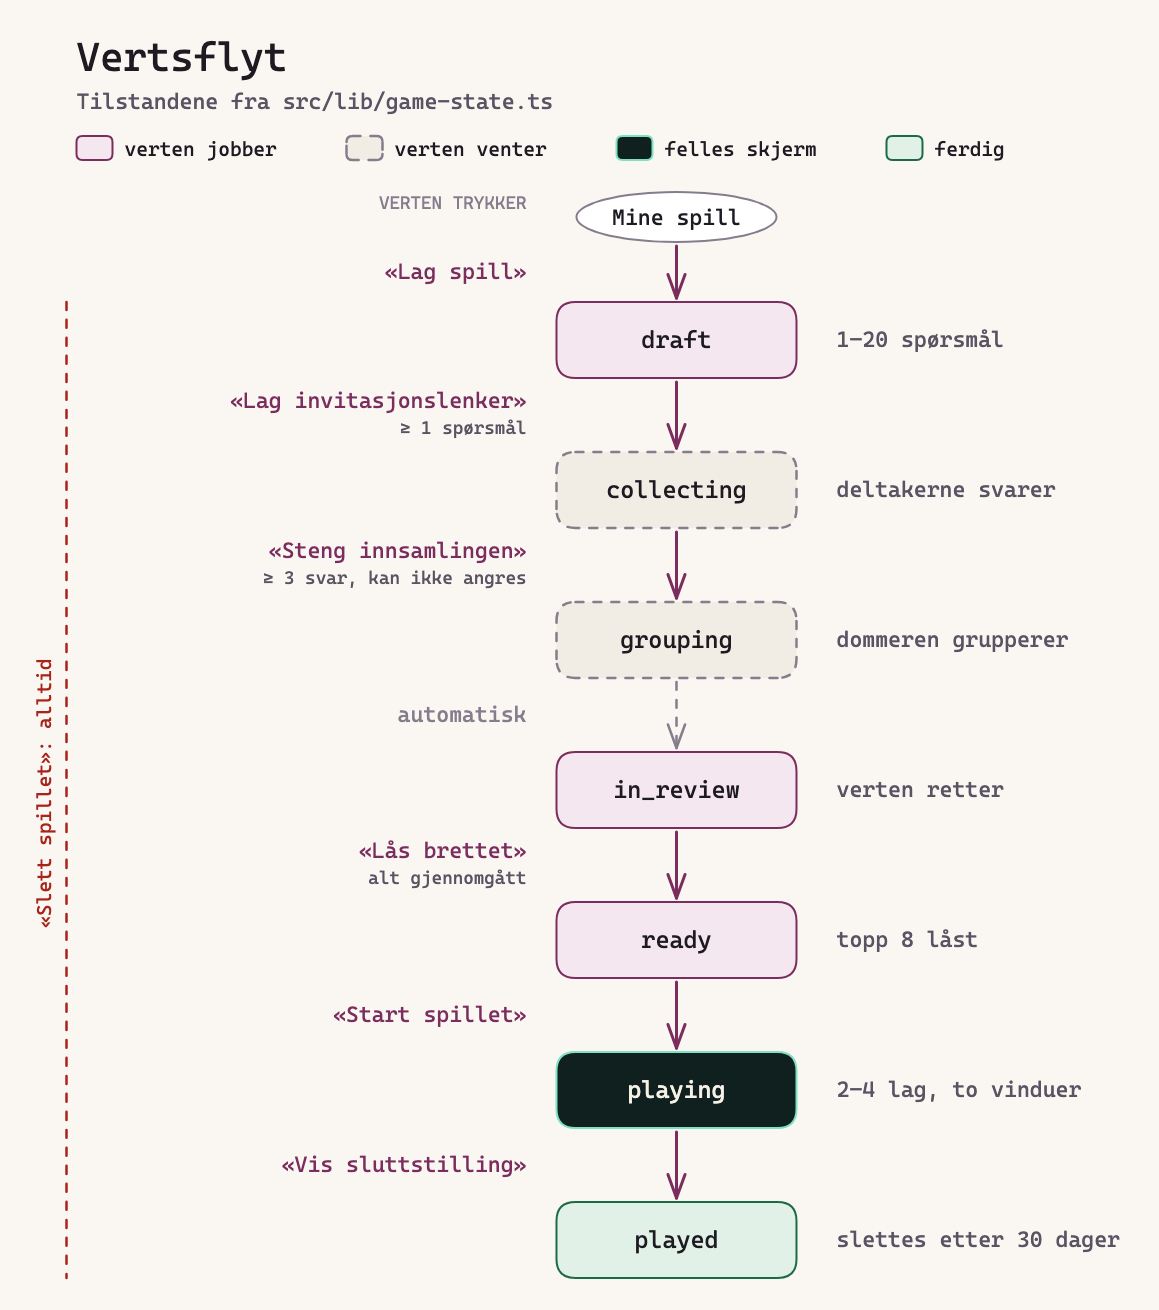 Vertsflyt
Tilstandene fra src/lib/game-state.ts
verten jobber
verten venter
felles skjerm
ferdig
VERTEN TRYKKER
Mine spill
«Lag spill»
draft
1–20 spørsmål
«Lag invitasjonslenker»
≥ 1 spørsmål
collecting
deltakerne svarer
«Steng innsamlingen»
≥ 3 svar, kan ikke angres
grouping
dommeren grupperer
automatisk
in_review
verten retter
«Lås brettet»
alt gjennomgått
ready
topp 8 låst
«Start spillet»
playing
2–4 lag, to vinduer
«Vis sluttstilling»
played
slettes etter 30 dager
«Slett spillet»: alltid